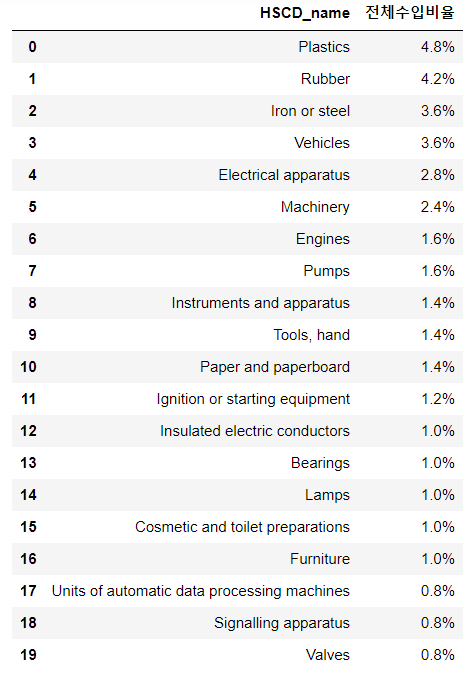 HSCD_name 전체수입비율
0 Plastics 4.8%
1 Rubber 4.2%
2 Iron or steel 3.6%
3 Vehicles 3.6%
4 Electrical apparatus 2.8%
5 Machinery 2.4%
6 Engines 1.6%
7 Pumps 1.6%
8 Instruments and apparatus 1.4%
9 Tools, hand 1.4%
10 Paper and paperboard 1.4%
11 Ignition or starting equipment 1.2%
12 Insulated electric conductors 1.0%
13 Bearings 1.0%
14 Lamps 1.0%
15 Cosmetic and toilet preparations 1.0%
16 Furniture 1.0%
17 Units of automatic data processing machines 0.8%
18 Signalling apparatus 0.8%
19 Valves 0.8%